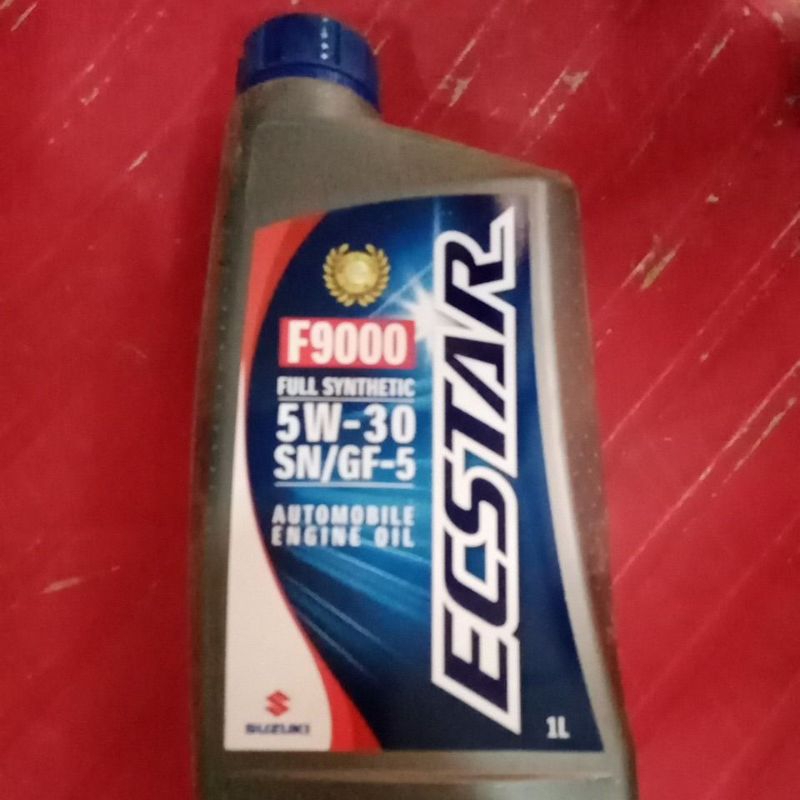 F9000
FULL SYNTHETIC
5W-30
SN/GF-5
AUTOMOBILE
ENGINE OIL
ECSTAR
SUZUKI
1L